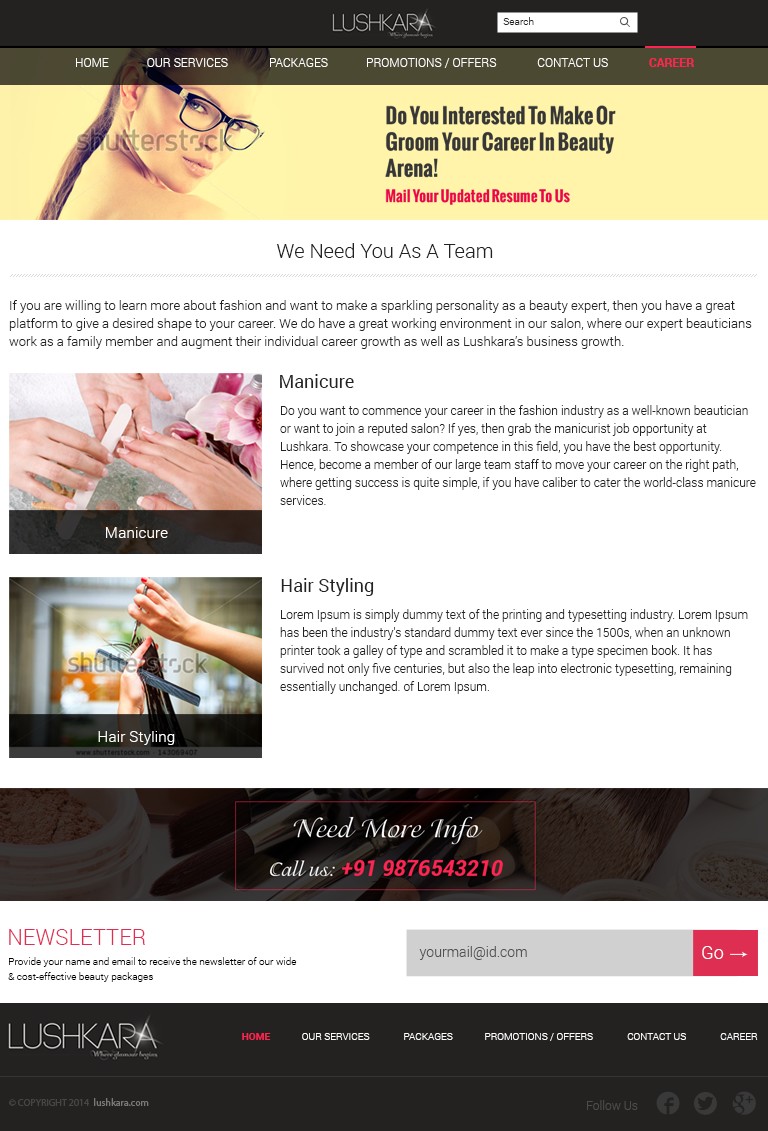 LUSHKARA
Where glamour begins
Search
HOME OUR SERVICES PACKAGES PROMOTIONS / OFFERS CONTACT US CAREER
shutterstock
Do You Interested To Make Or
Groom Your Career In Beauty
Arena!
Mail Your Updated Resume To Us
We Need You As A Team
If you are willing to learn more about fashion and want to make a sparkling personality as a beauty expert, then you have a great
platform to give a desired shape to your career. We do have a great working environment in our salon, where our expert beauticians
work as a family member and augment their individual career growth as well as Lushkara's business growth.
Manicure
Manicure
Do you want to commence your career in the fashion industry as a well-known beautician
or want to join a reputed salon? If yes, then grab the manicurist job opportunity at
Lushkara. To showcase your competence in this field, you have the best opportunity.
Hence, become a member of our large team staff to move your career on the right path,
where getting success is quite simple, if you have caliber to cater the world-class manicure
services.
shutterstock
Hair Styling
www.shutterstock.com · 143069407
Hair Styling
Lorem Ipsum is simply dummy text of the printing and typesetting industry. Lorem Ipsum
has been the industry's standard dummy text ever since the 1500s, when an unknown
printer took a galley of type and scrambled it to make a type specimen book. It has
survived not only five centuries, but also the leap into electronic typesetting, remaining
essentially unchanged. of Lorem Ipsum.
Need More Info
Call us: +91 9876543210
NEWSLETTER
Provide your name and email to receive the newsletter of our wide
& cost-effective beauty packages
yourmail@id.com
Go →
LUSHKARA
Where glamour begins
HOME OUR SERVICES PACKAGES PROMOTIONS / OFFERS CONTACT US CAREER
© COPYRIGHT 2014 lushkara.com
Follow Us